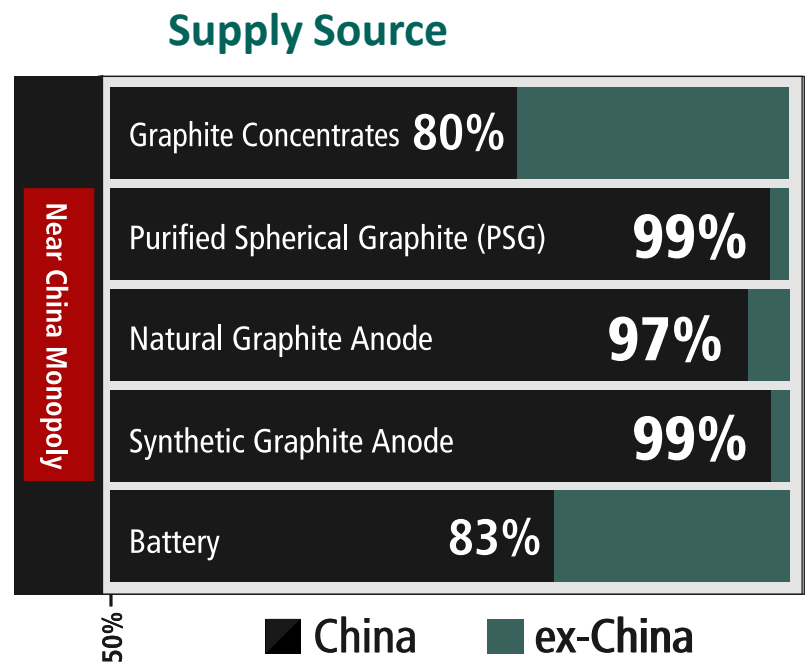 Supply Source
Near China Monopoly
Graphite Concentrates 80%
Purified Spherical Graphite (PSG) 99%
Natural Graphite Anode 97%
Synthetic Graphite Anode 99%
Battery 83%
50%
China
ex-China